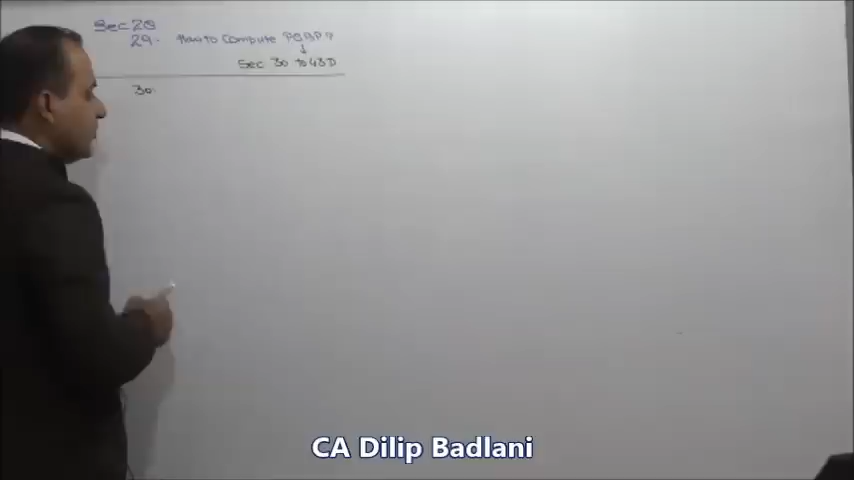 Sec 28
29. How to Compute PGBP?
↓
Sec 30 to 43D
30.
CA Dilip Badlani